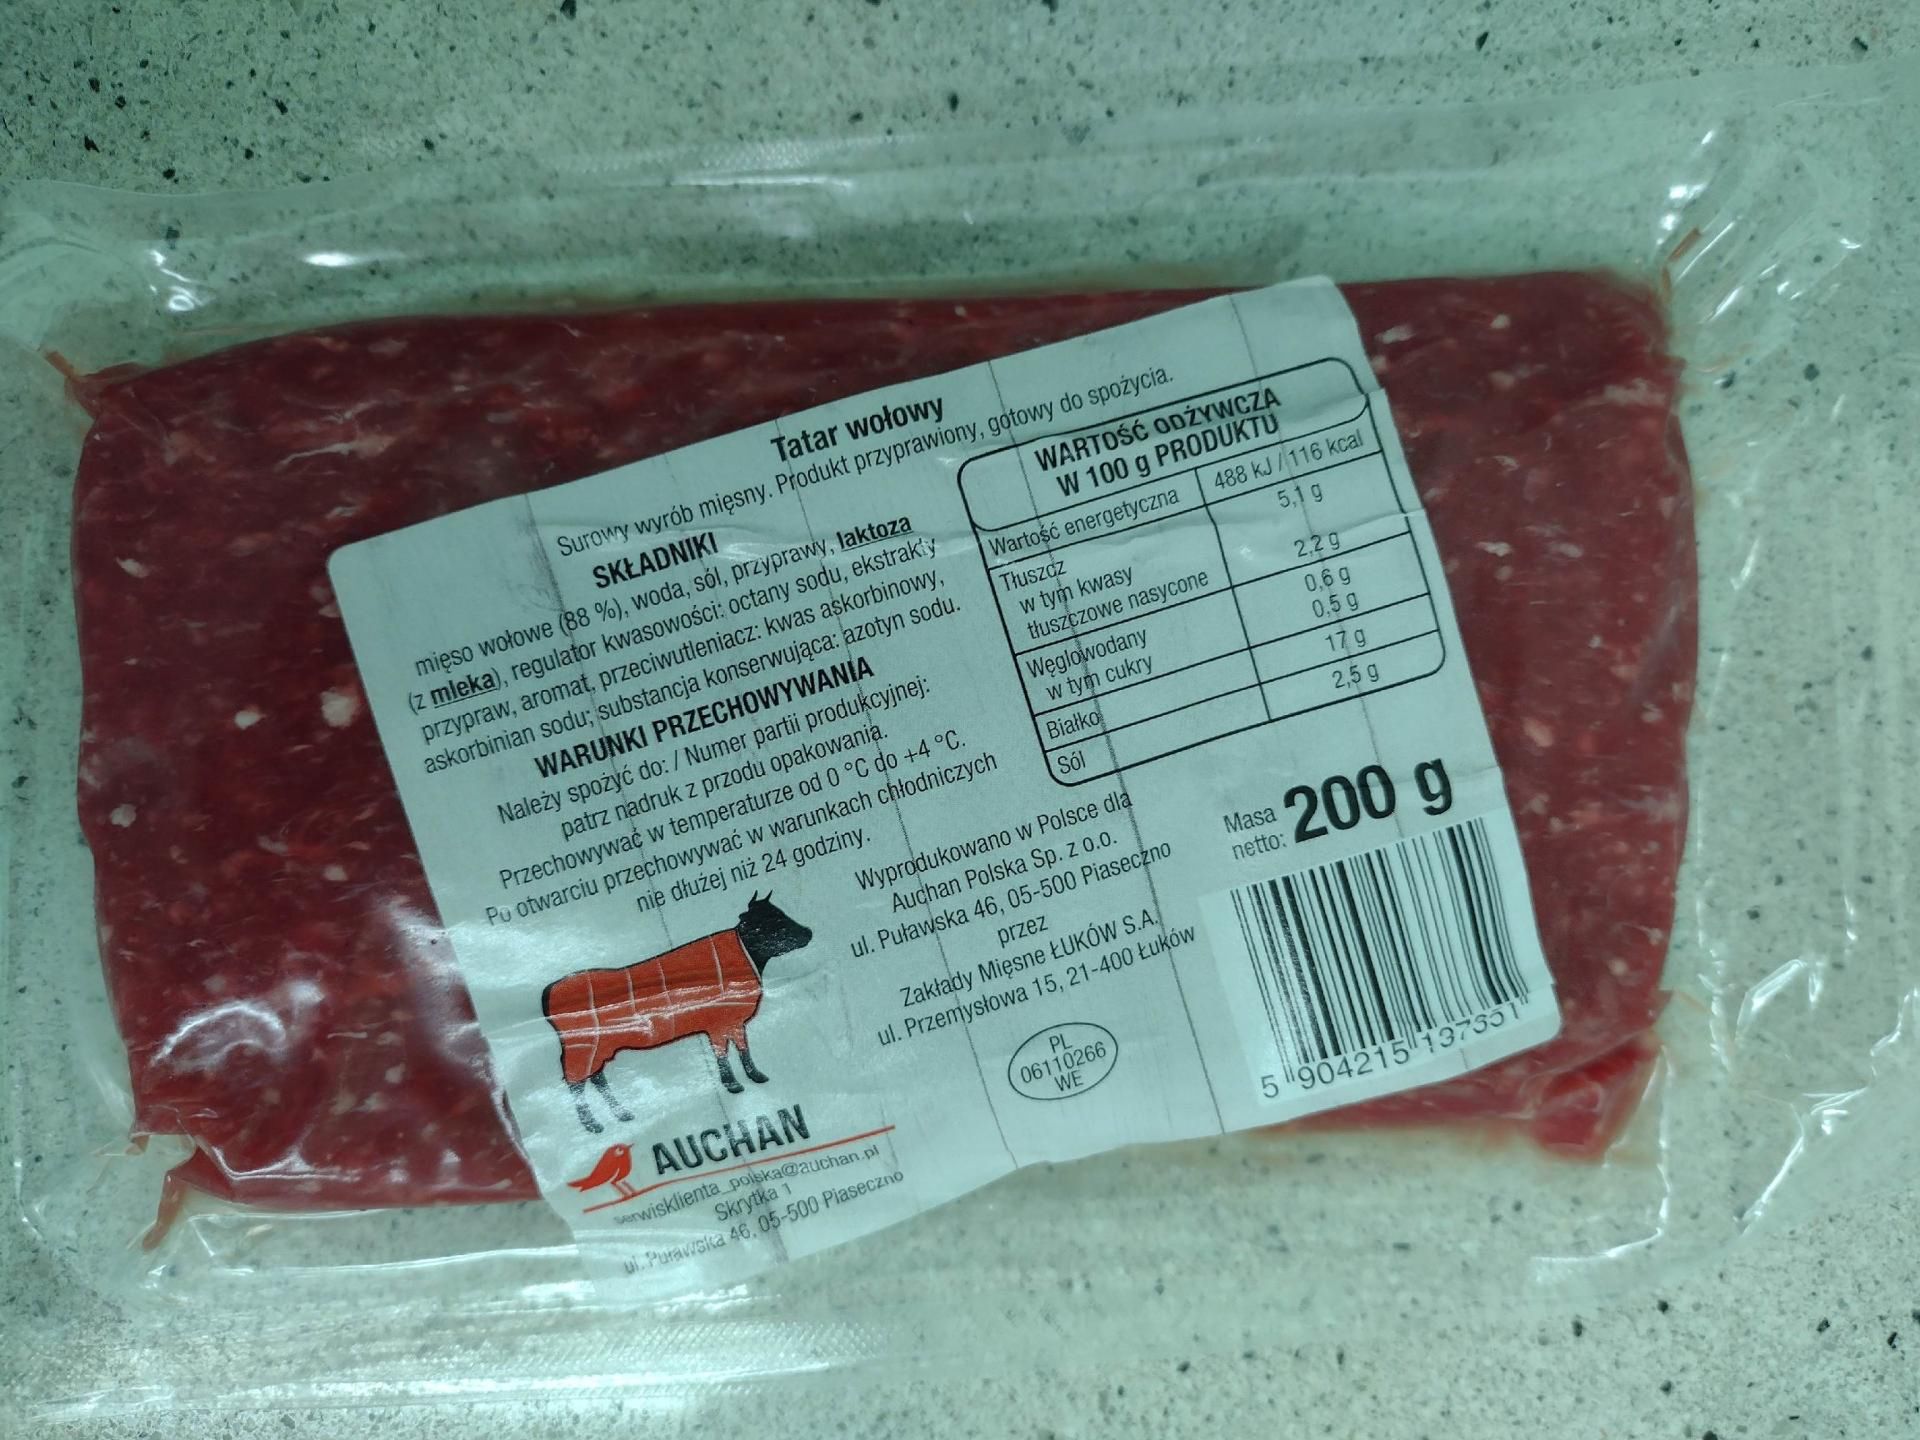 Tatar wołowy
Surowy wyrób mięsny. Produkt przyprawiony, gotowy do spożycia.
SKŁADNIKI
mięso wołowe (88 %), woda, sól, przyprawy, laktoza
(z mleka), regulator kwasowości: octany sodu, ekstrakty
przypraw, aromat, przeciwutleniacz: kwas askorbinowy,
askorbinian sodu; substancja konserwująca: azotyn sodu.
WARUNKI PRZECHOWYWANIA
Należy spożyć do: / Numer partii produkcyjnej:
patrz nadruk z przodu opakowania.
Przechowywać w temperaturze od 0 °C do +4 °C.
Po otwarciu przechowywać w warunkach chłodniczych
nie dłużej niż 24 godziny.
WARTOŚĆ ODŻYWCZA
W 100 g PRODUKTU
Wartość energetyczna 488 kJ / 116 kcal
Tłuszcz 5,1 g
w tym kwasy
tłuszczowe nasycone 2,2 g
Węglowodany 0,6 g
w tym cukry 0,5 g
Białko 17 g
Sól 2,5 g
Wyprodukowano w Polsce dla
Auchan Polska Sp. z o.o.
ul. Puławska 46, 05-500 Piaseczno
przez
Zakłady Mięsne ŁUKÓW S.A.
ul. Przemysłowa 15, 21-400 Łuków
PL
06110266
WE
Masa
netto: 200 g
5 904215 137351
AUCHAN
serwisklienta_polska@auchan.pl
Skrytka 1
ul. Puławska 46, 05-500 Piaseczno